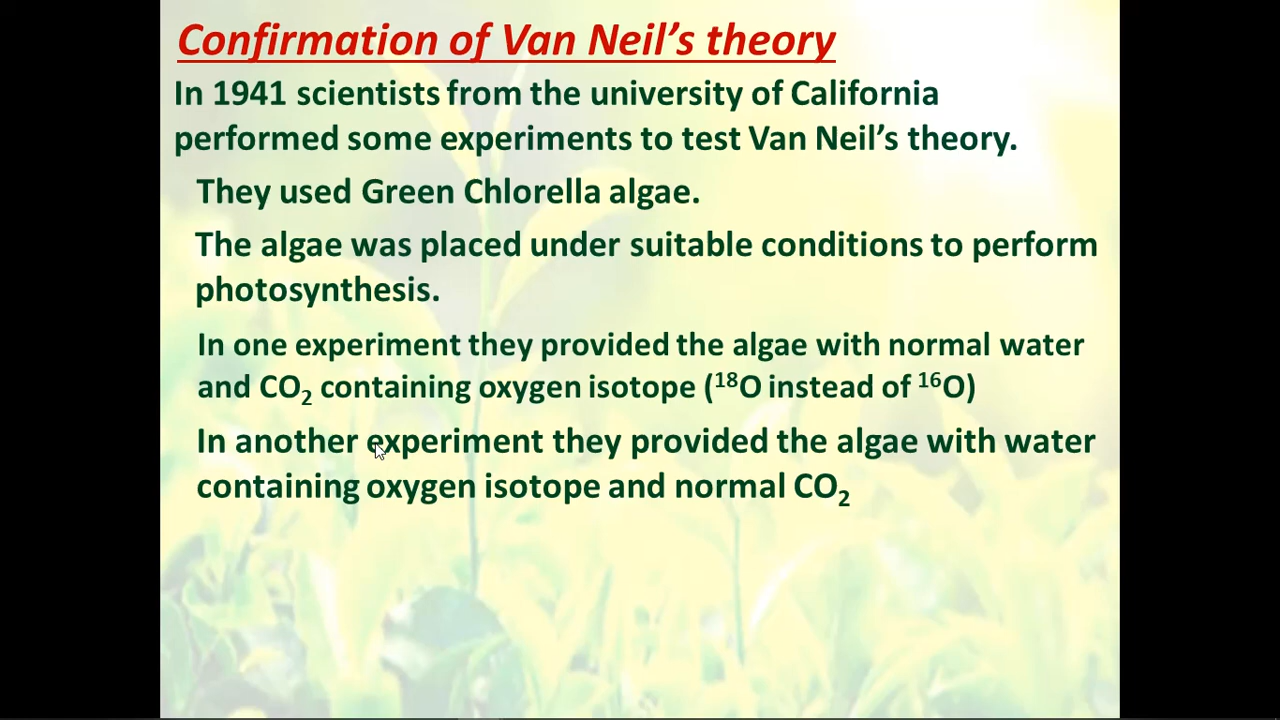 Confirmation of Van Neil's theory
In 1941 scientists from the university of California
performed some experiments to test Van Neil's theory.
They used Green Chlorella algae.
The algae was placed under suitable conditions to perform
photosynthesis.
In one experiment they provided the algae with normal water
and CO₂ containing oxygen isotope (¹⁸O instead of ¹⁶O)
In another experiment they provided the algae with water
containing oxygen isotope and normal CO₂